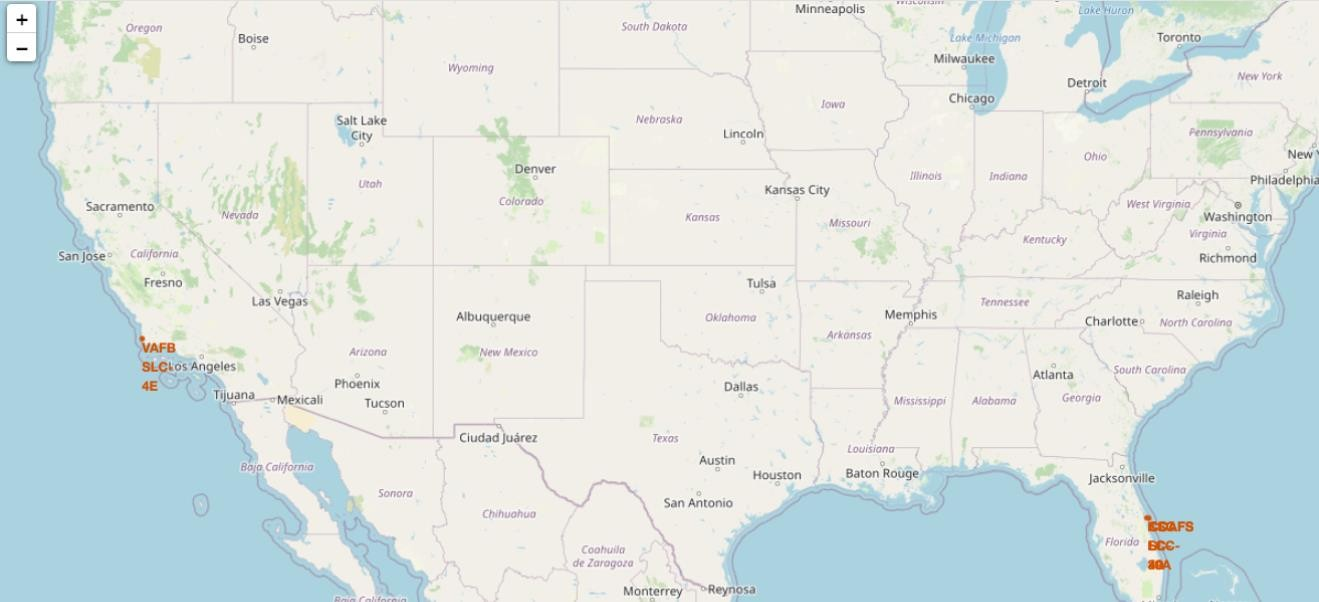 +
−
Oregon
Boise
South Dakota
Minneapolis
Lake Huron
Lake Michigan
Toronto
Wyoming
Milwaukee
Detroit
New York
Chicago
Iowa
Salt Lake
City
Nebraska
Lincoln
Pennsylvania
Ohio
Denver
Utah
Colorado
Kansas City
Illinois
Indiana
Philadelphia
Sacramento
Nevada
Kansas
Missouri
West Virginia
Washington
Virginia
San Jose
California
Kentucky
Richmond
Fresno
Las Vegas
Tulsa
Raleigh
Tennessee
Albuquerque
Oklahoma
Memphis
Charlotte
North Carolina
Arkansas
VAFB
SLC-
4E
Los Angeles
Arizona
New Mexico
South Carolina
Phoenix
Dallas
Atlanta
Tijuana
Mexicali
Tucson
Mississippi
Alabama
Georgia
Ciudad Juárez
Texas
Louisiana
Baja California
Austin
Houston
Baton Rouge
Jacksonville
Sonora
San Antonio
Chihuahua
Florida
Coahuila
de Zaragoza
Monterrey
Reynosa
Baja California